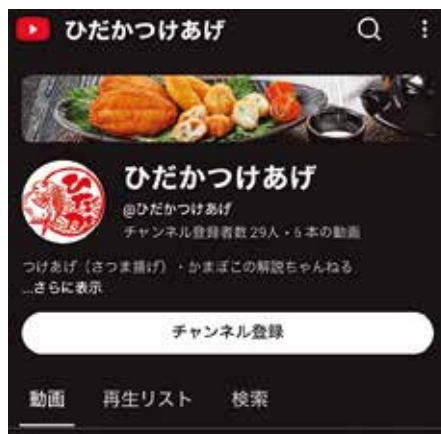 ひだかつけあげ
ひだかつけあげ
@ひだかつけあげ
チャンネル登録者数 29人・5 本の動画
つけあげ（さつま揚げ）・かまぼこの解説ちゃんねる
...さらに表示
チャンネル登録
動画 再生リスト 検索